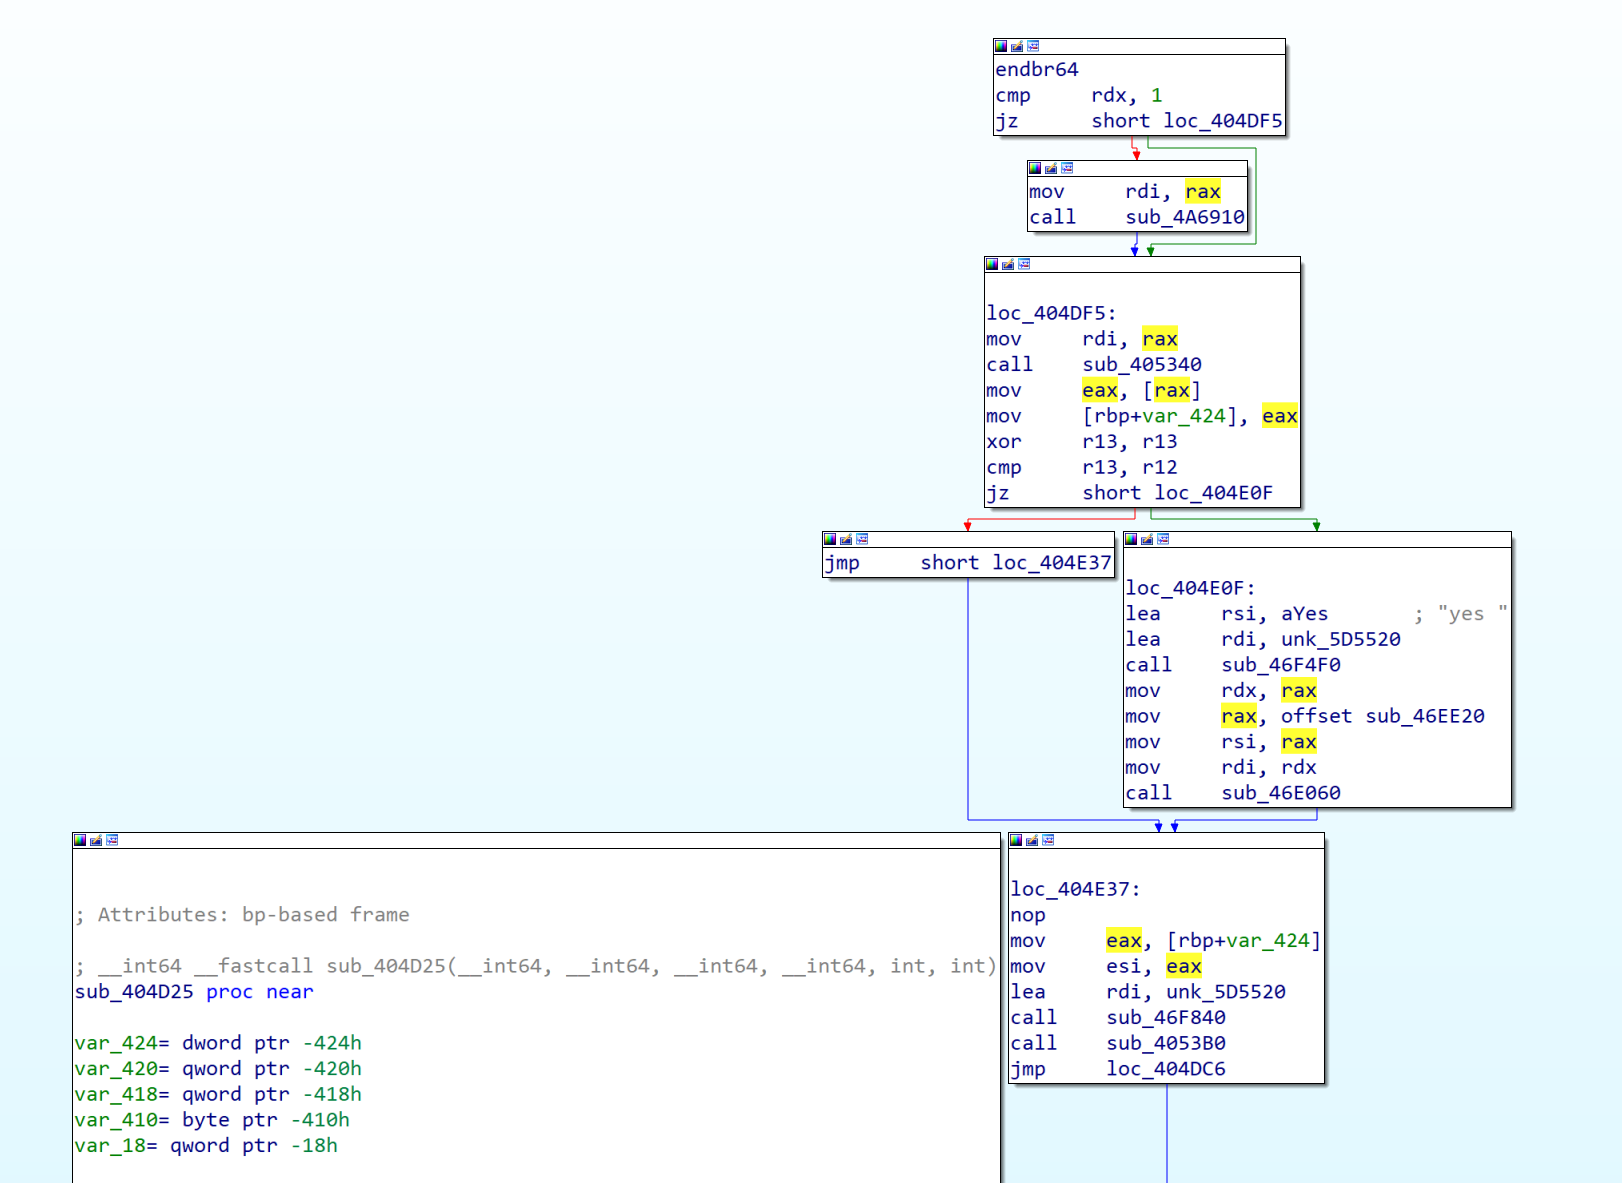 endbr64
cmp rdx, 1
jz short loc_404DF5
mov rdi, rax
call sub_4A6910
loc_404DF5:
mov rdi, rax
call sub_405340
mov eax, [rax]
mov [rbp+var_424], eax
xor r13, r13
cmp r13, r12
jz short loc_404E0F
jmp short loc_404E37
loc_404E0F:
lea rsi, aYes ; "yes "
lea rdi, unk_5D5520
call sub_46F4F0
mov rdx, rax
mov rax, offset sub_46EE20
mov rsi, rax
mov rdi, rdx
call sub_46E060
; Attributes: bp-based frame
; __int64 __fastcall sub_404D25(__int64, __int64, __int64, __int64, int, int)
sub_404D25 proc near
var_424= dword ptr -424h
var_420= qword ptr -420h
var_418= qword ptr -418h
var_410= byte ptr -410h
var_18= qword ptr -18h
loc_404E37:
nop
mov eax, [rbp+var_424]
mov esi, eax
lea rdi, unk_5D5520
call sub_46F840
call sub_4053B0
jmp loc_404DC6